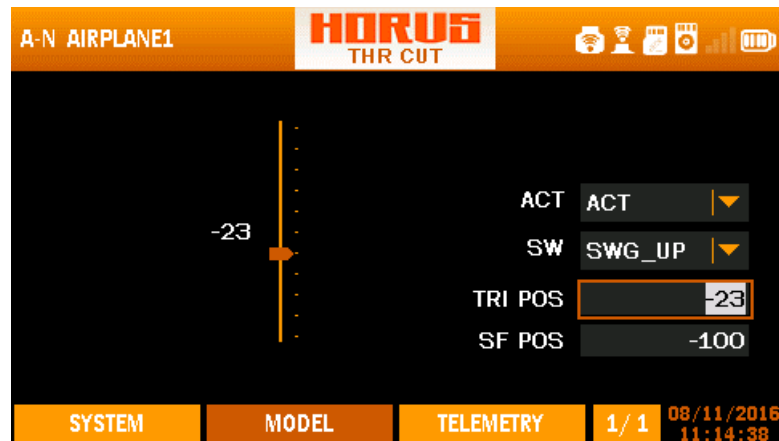 A-N AIRPLANE1
HORUS
THR CUT
-23
ACT ACT
SW SWG_UP
TRI POS -23
SF POS -100
SYSTEM MODEL TELEMETRY 1/1 08/11/2016
11:14:38